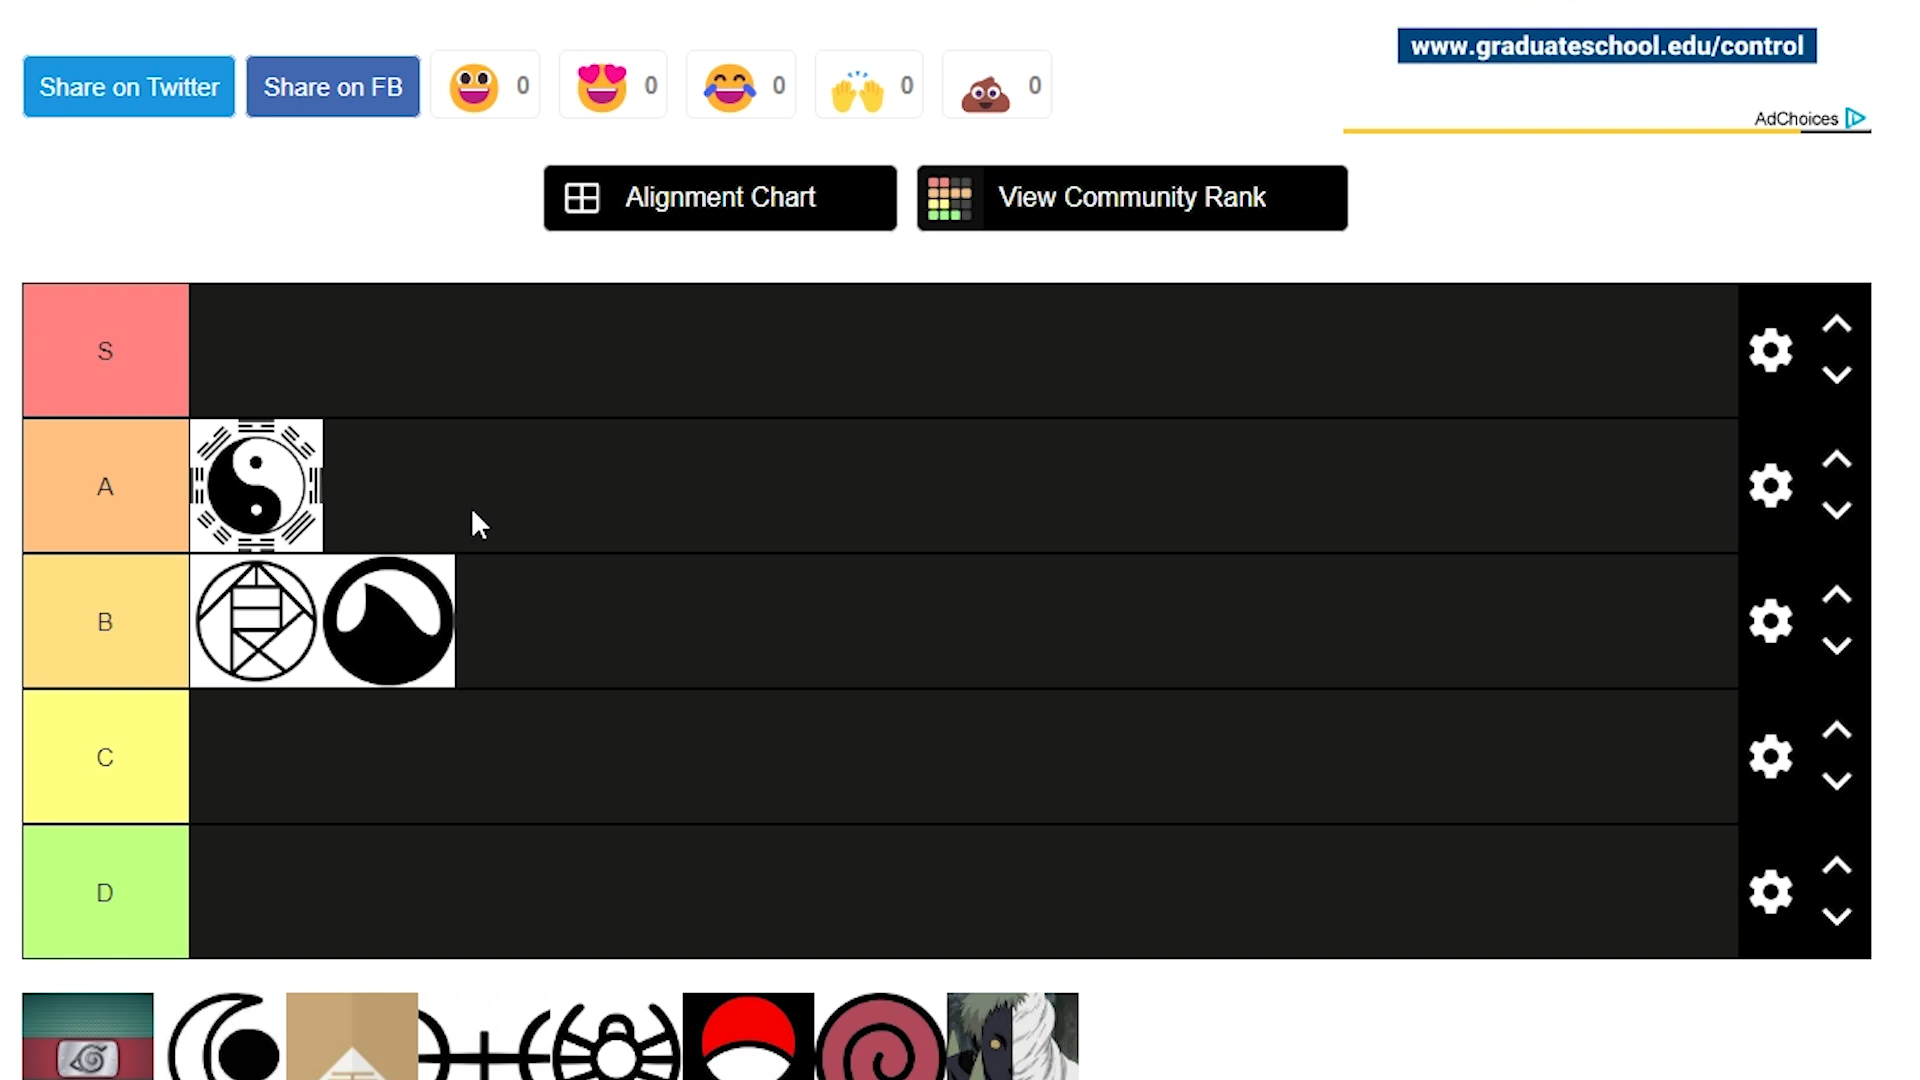 www.graduateschool.edu/control
Share on Twitter
Share on FB
0
0
0
0
0
AdChoices
Alignment Chart
View Community Rank
S
A
B
C
D